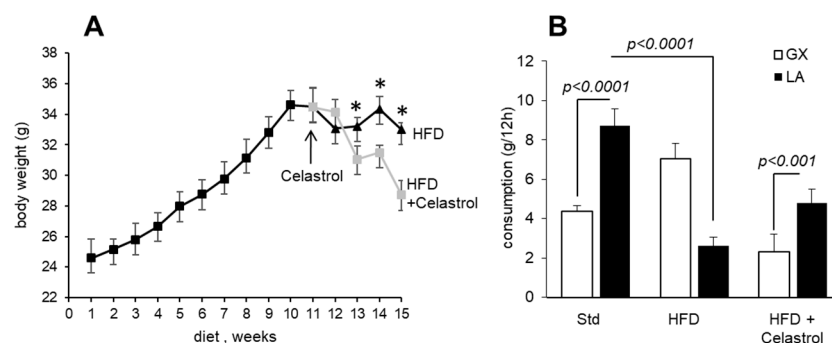 A
body weight (g)
38
36
34
32
30
28
26
24
22
0 1 2 3 4 5 6 7 8 9 10 11 12 13 14 15
diet , weeks
Celastrol
* * *
HFD
HFD
+Celastrol
B
consumption (g/12h)
12
10
8
6
4
2
0
p<0.0001
p<0.0001
p<0.001
GX
LA
Std
HFD
HFD +
Celastrol